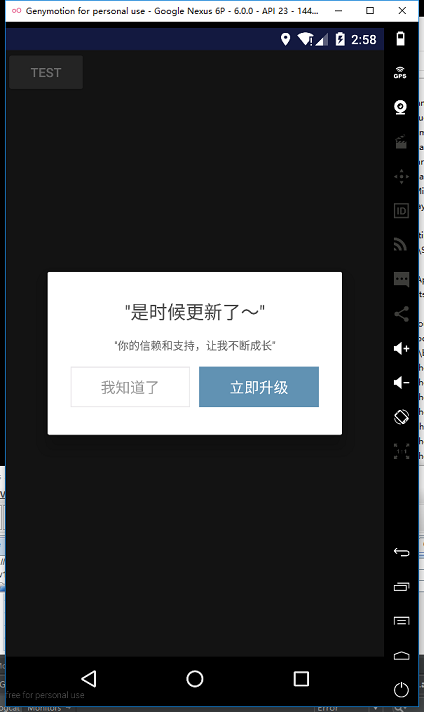 Genymotion for personal use - Google Nexus 6P - 6.0.0 - API 23 - 144...
2:58
GPS
TEST
ID
"是时候更新了～"
"你的信赖和支持，让我不断成长"
我知道了
立即升级
free for personal use
Monitors
Error